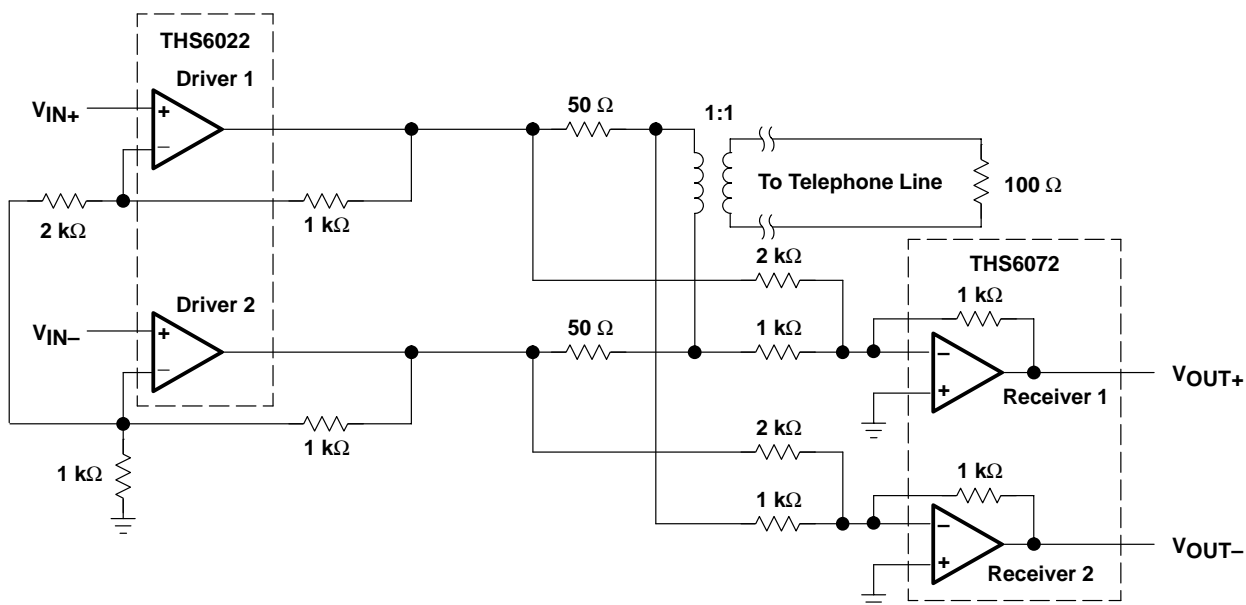 THS6022
Driver 1
VIN+
+
−
50 Ω
1:1
To Telephone Line
100 Ω
2 kΩ
1 kΩ
2 kΩ
THS6072
Driver 2
VIN−
+
−
50 Ω
1 kΩ
1 kΩ
−
+
Receiver 1
VOUT+
1 kΩ
1 kΩ
2 kΩ
1 kΩ
1 kΩ
−
+
Receiver 2
VOUT−